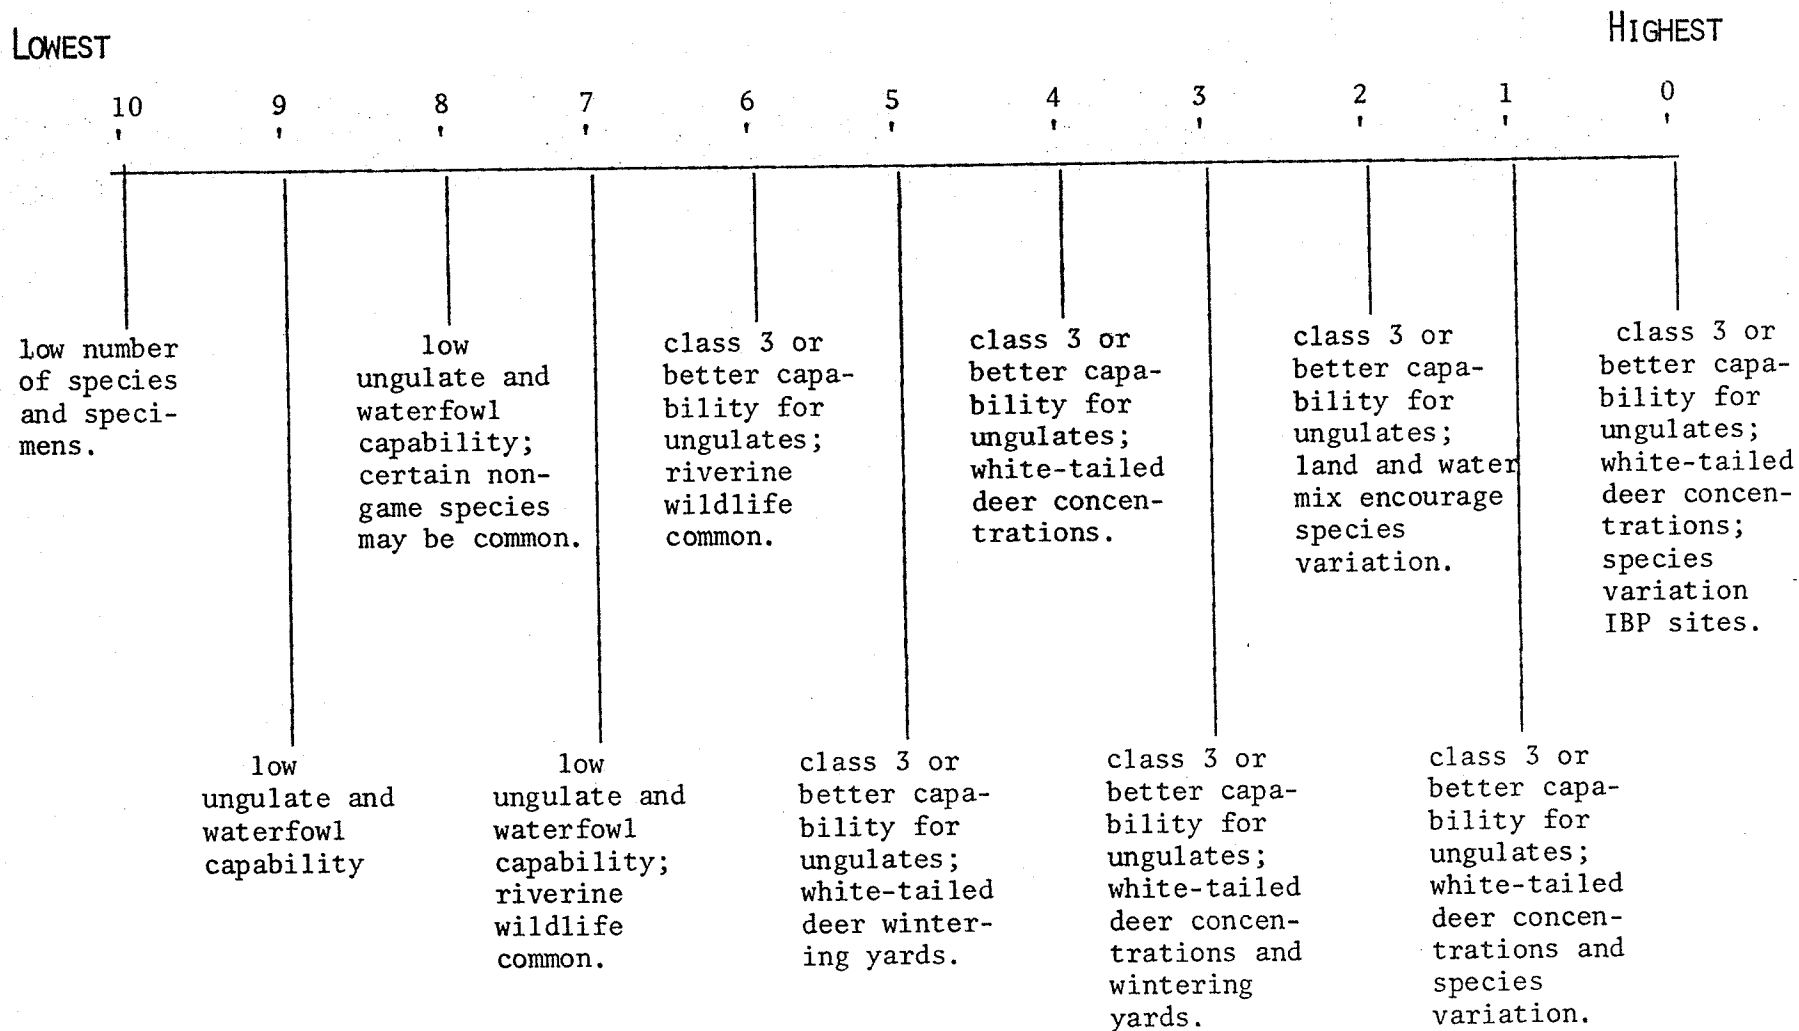 LOWEST
HIGHEST
10 9 8 7 6 5 4 3 2 1 0
low number
of species
and speci-
mens.
low
ungulate and
waterfowl
capability;
certain non-
game species
may be common.
class 3 or
better capa-
bility for
ungulates;
riverine
wildlife
common.
class 3 or
better capa-
bility for
ungulates;
white-tailed
deer concen-
trations.
class 3 or
better capa-
bility for
ungulates;
land and water
mix encourage
species
variation.
class 3 or
better capa-
bility for
ungulates;
white-tailed
deer concen-
trations;
species
variation
IBP sites.
low
ungulate and
waterfowl
capability
low
ungulate and
waterfowl
capability;
riverine
wildlife
common.
class 3 or
better capa-
bility for
ungulates;
white-tailed
deer winter-
ing yards.
class 3 or
better capa-
bility for
ungulates;
white-tailed
deer concen-
trations and
wintering
yards.
class 3 or
better capa-
bility for
ungulates;
white-tailed
deer concen-
trations and
species
variation.